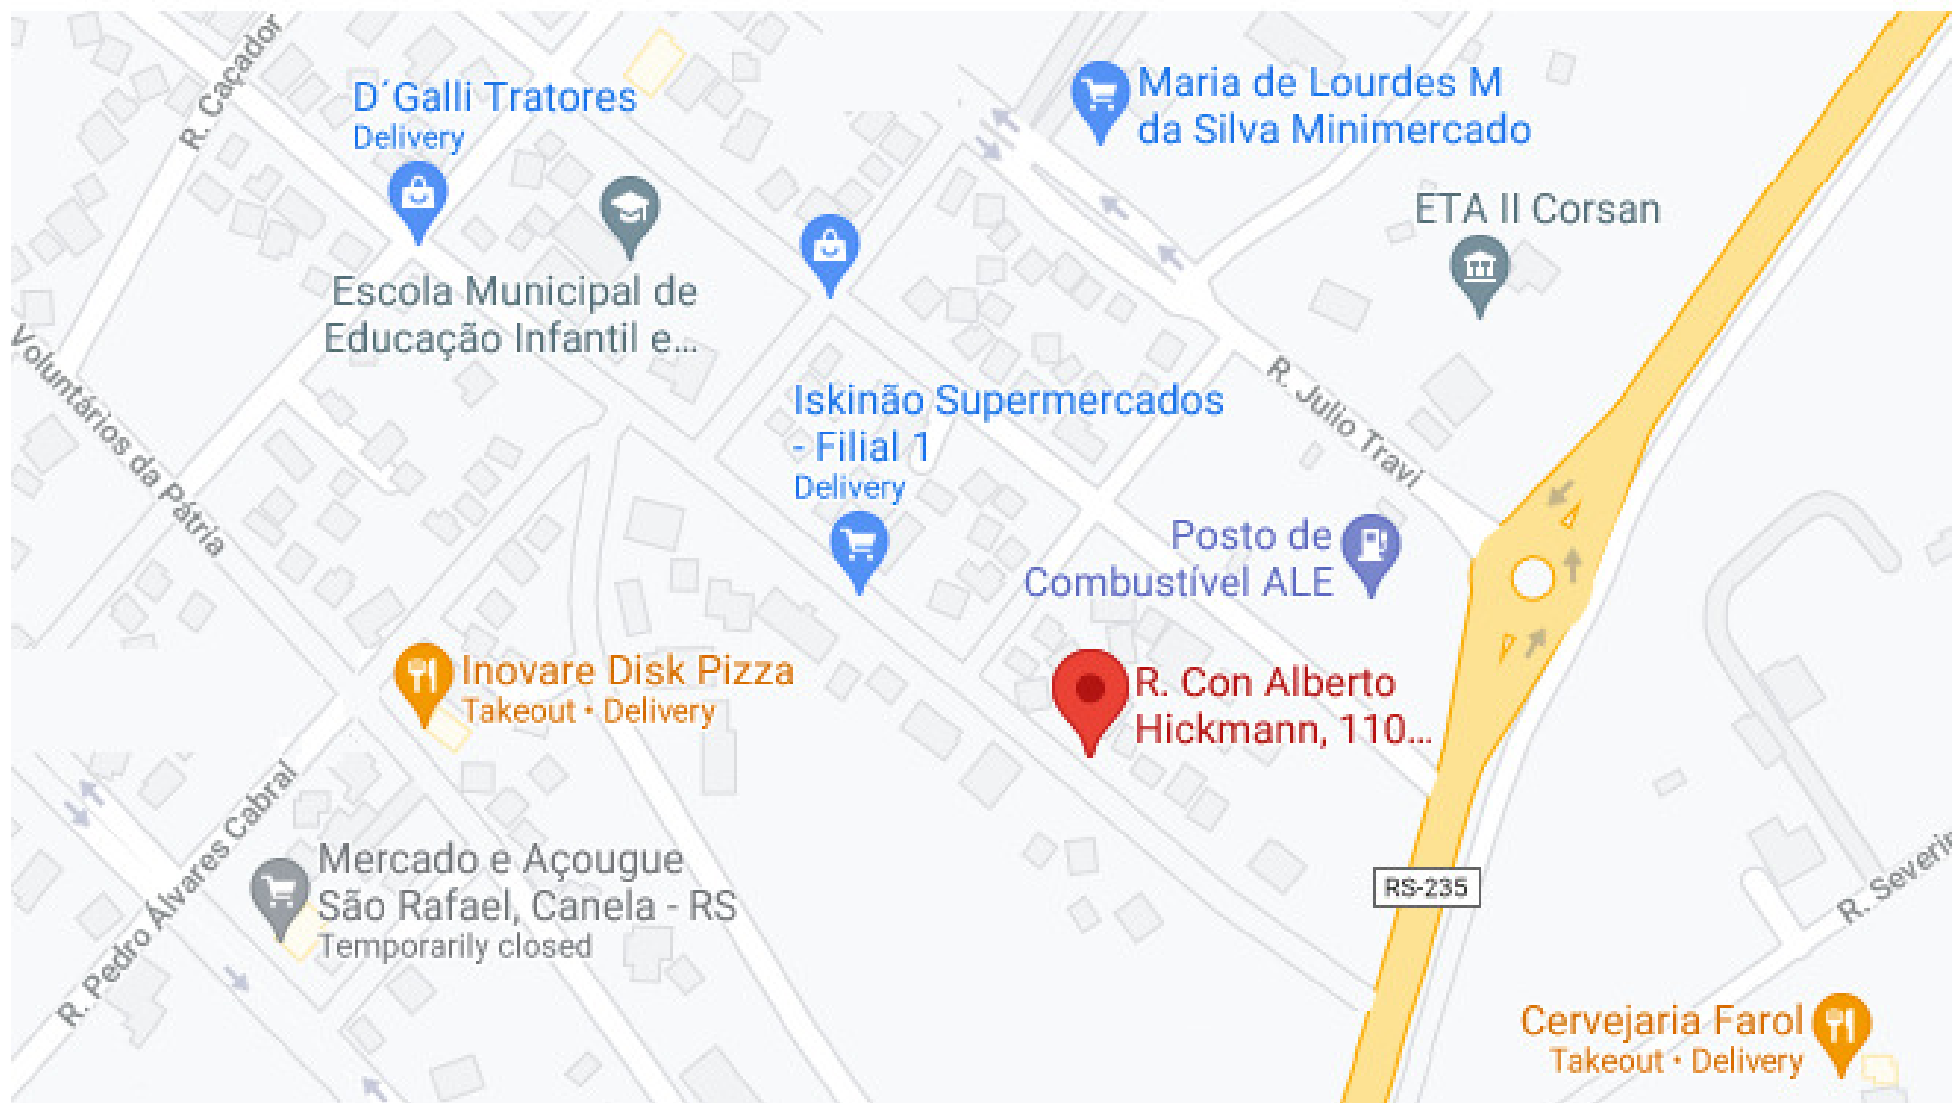 R. Caçador
D´Galli Tratores
Delivery
Maria de Lourdes M
da Silva Minimercado
ETA II Corsan
Escola Municipal de
Educação Infantil e...
Voluntários da Pátria
R. Julio Travi
Iskinão Supermercados
- Filial 1
Delivery
Posto de
Combustível ALE
Inovare Disk Pizza
Takeout • Delivery
R. Con Alberto
Hickmann, 110...
R. Pedro Álvares Cabral
Mercado e Açougue
São Rafael, Canela - RS
Temporarily closed
RS-235
R. Severin
Cervejaria Farol
Takeout • Delivery